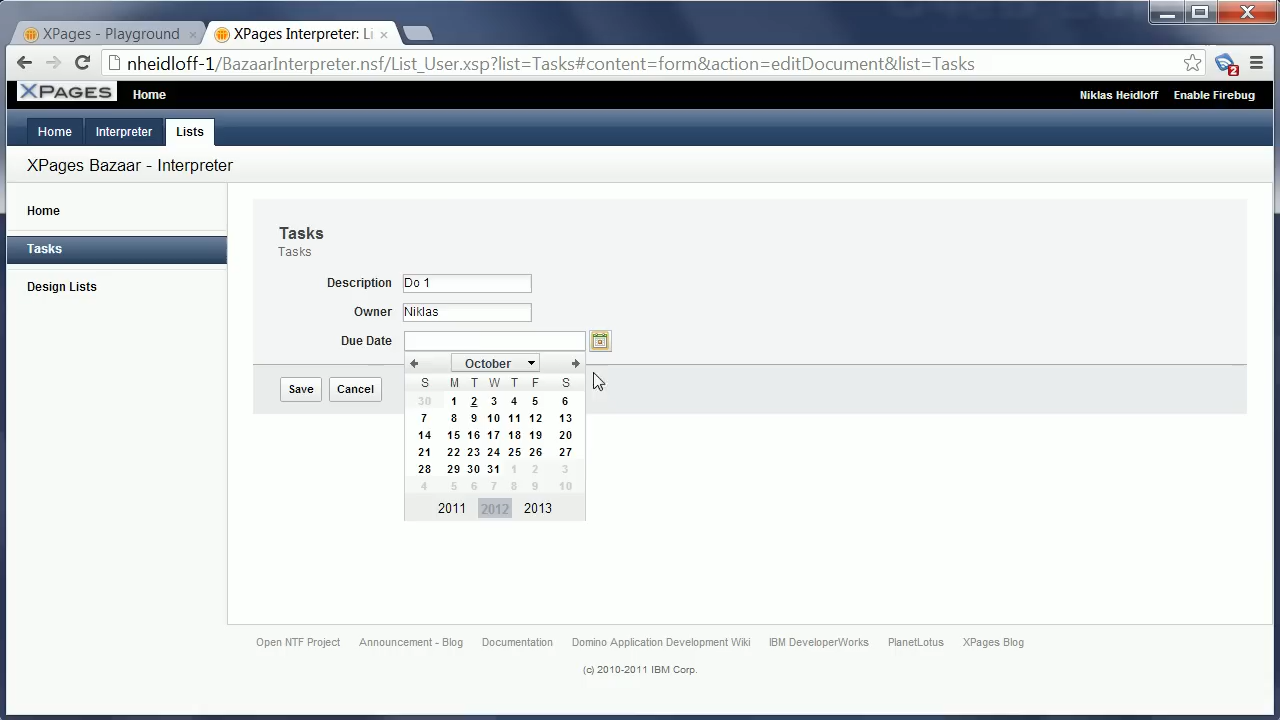 XPages - Playground
XPages Interpreter: Li
nheidloff-1/BazaarInterpreter.nsf/List_User.xsp?list=Tasks#content=form&action=editDocument&list=Tasks
2
XPAGES Home Niklas Heidloff Enable Firebug
Home Interpreter Lists
XPages Bazaar - Interpreter
Home
Tasks
Design Lists
Tasks
Tasks
Description Do 1
Owner Niklas
Due Date
October
S M T W T F S
30 1 2 3 4 5 6
7 8 9 10 11 12 13
14 15 16 17 18 19 20
21 22 23 24 25 26 27
28 29 30 31 1 2 3
4 5 6 7 8 9 10
2011 2012 2013
Save Cancel
Open NTF Project Announcement - Blog Documentation Domino Application Development Wiki IBM DeveloperWorks PlanetLotus XPages Blog
(c) 2010-2011 IBM Corp.